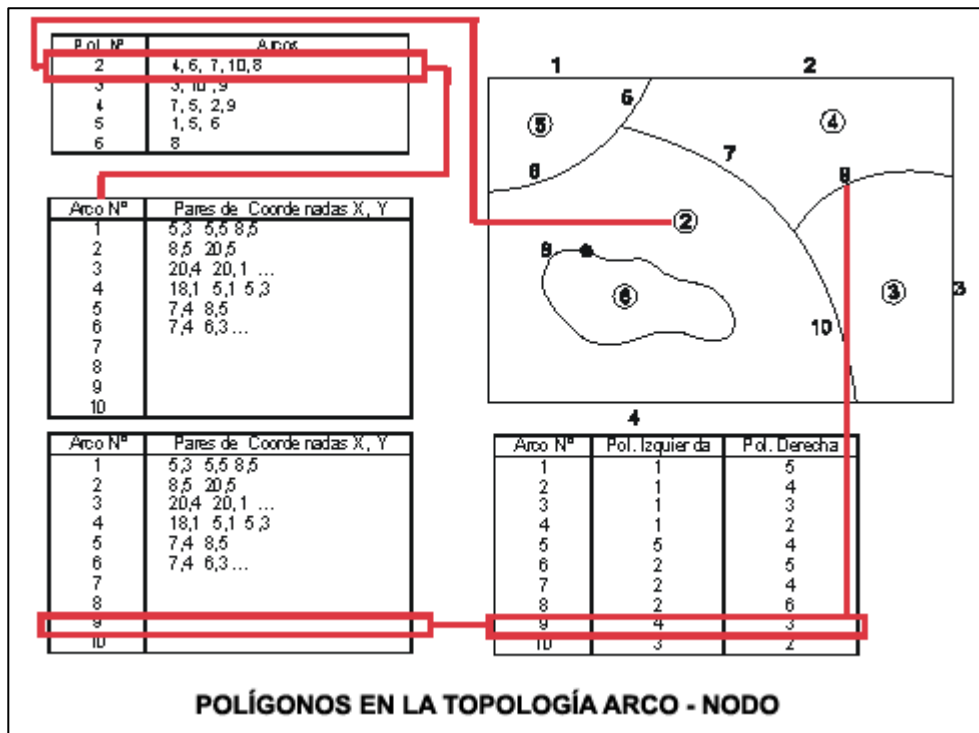 Pol. Nº Arcos
2 4, 6, 7, 10, 8
3 3, 10, 9
4 7, 5, 2, 9
5 1, 5, 6
6 8
Arco Nº Pares de Coordenadas X, Y
1 5,3 5,5 8,5
2 8,5 20,5
3 20,4 20,1 ...
4 18,1 5,1 5,3
5 7,4 8,5
6 7,4 6,3 ...
7
8
9
10
Arco Nº Pares de Coordenadas X, Y
1 5,3 5,5 8,5
2 8,5 20,5
3 20,4 20,1 ...
4 18,1 5,1 5,3
5 7,4 8,5
6 7,4 6,3 ...
7
8
9
10
1 2
5
5 4
7
6 9
2
8
6 3 3
10
4
Arco Nº Pol. Izquierda Pol. Derecha
1 1 5
2 1 4
3 1 3
4 1 2
5 5 4
6 2 5
7 2 4
8 2 6
9 4 3
10 3 2
POLÍGONOS EN LA TOPOLOGÍA ARCO - NODO